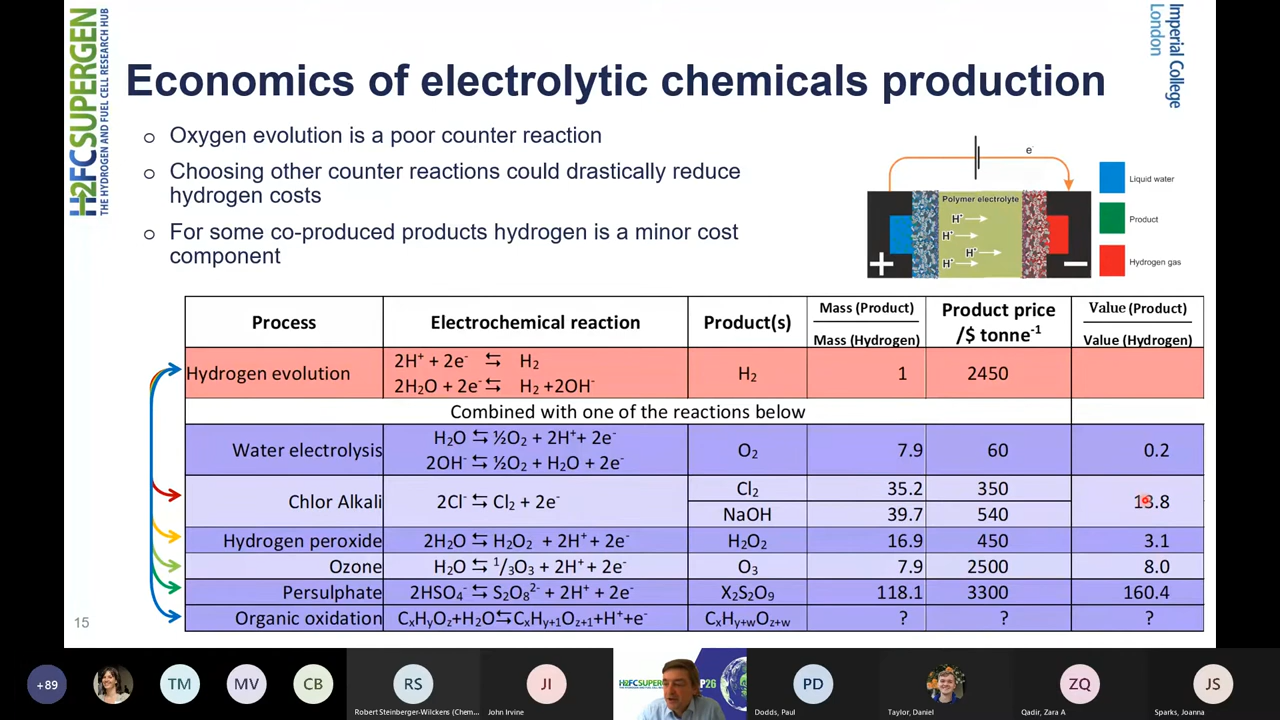 H2FCSUPERGEN
THE HYDROGEN AND FUEL CELL RESEARCH HUB
Imperial College
London
Economics of electrolytic chemicals production
o Oxygen evolution is a poor counter reaction
o Choosing other counter reactions could drastically reduce
hydrogen costs
o For some co-produced products hydrogen is a minor cost
component
e-
Polymer electrolyte
H+
H+
H+
H+
+
−
Liquid water
Product
Hydrogen gas
Process Electrochemical reaction Product(s) Mass (Product) / Mass (Hydrogen) Product price /$ tonne⁻¹ Value (Product) / Value (Hydrogen)
Hydrogen evolution 2H⁺ + 2e⁻ ⇆ H₂ H₂ 1 2450
2H₂O + 2e⁻ ⇆ H₂ +2OH⁻
Combined with one of the reactions below
Water electrolysis H₂O ⇆ ½O₂ + 2H⁺+ 2e⁻ O₂ 7.9 60 0.2
2OH⁻ ⇆ ½O₂ + H₂O + 2e⁻
Chlor Alkali 2Cl⁻ ⇆ Cl₂ + 2e⁻ Cl₂ 35.2 350 13.8
NaOH 39.7 540
Hydrogen peroxide 2H₂O ⇆ H₂O₂ + 2H⁺ + 2e⁻ H₂O₂ 16.9 450 3.1
Ozone H₂O ⇆ ¹/₃O₃ + 2H⁺ + 2e⁻ O₃ 7.9 2500 8.0
Persulphate 2HSO₄⁻ ⇆ S₂O₈²⁻ + 2H⁺ + 2e⁻ X₂S₂O₉ 118.1 3300 160.4
Organic oxidation CₓHᵧO_z+H₂O⇆CₓHᵧ₊₁O_z₊₁+H⁺+e⁻ CₓHᵧ₊wO_z₊w ? ? ?
15
+89
TM
MV
CB
RS
JI
H2FCSUPERGEN
P26
PD
ZQ
JS
Robert Steinberger-Wilckens (Chem...
John Irvine
Dodds, Paul
Taylor, Daniel
Qadir, Zara A
Sparks, Joanna